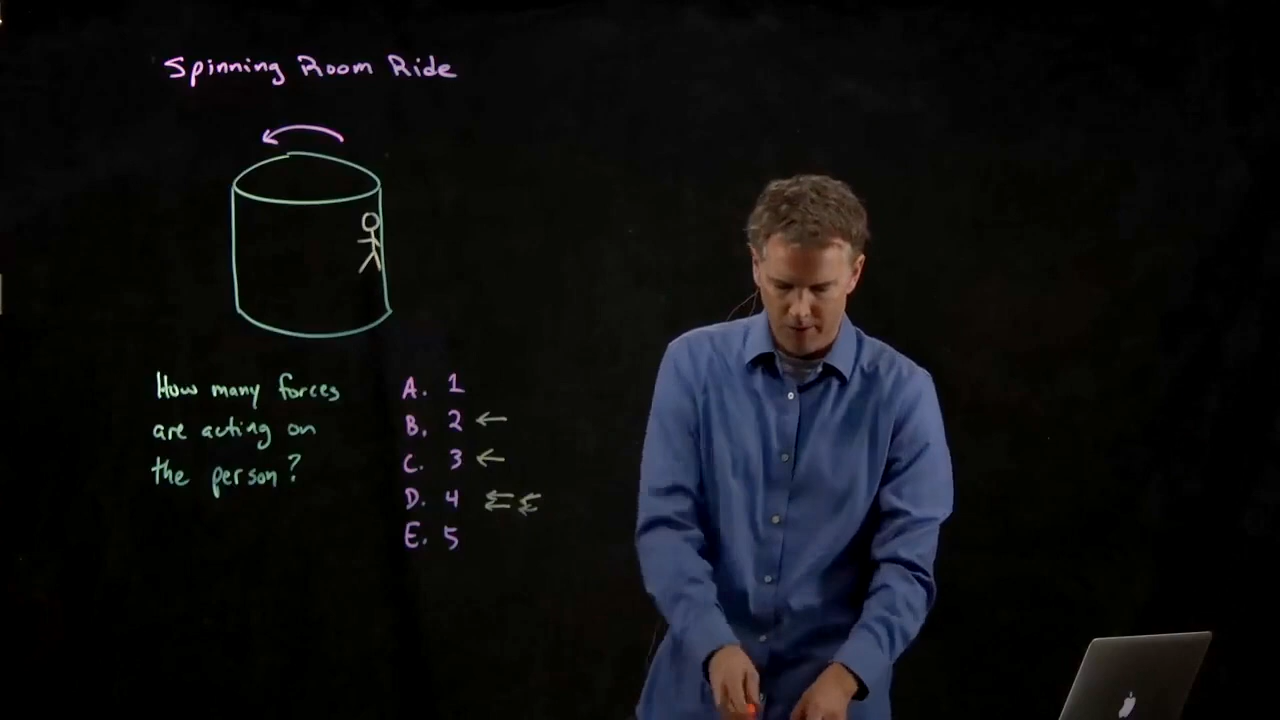 Spinning Room Ride
How many forces
are acting on
the person?
A. 1
B. 2 ←
C. 3 ←
D. 4
E. 5